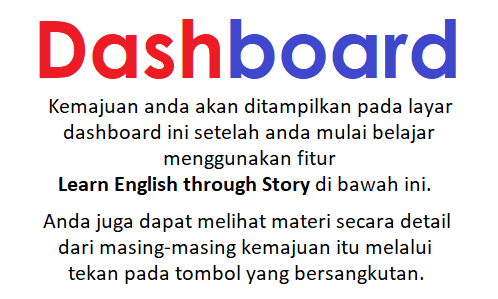 Dashboard
Kemajuan anda akan ditampilkan pada layar
dashboard ini setelah anda mulai belajar
menggunakan fitur
Learn English through Story di bawah ini.
Anda juga dapat melihat materi secara detail
dari masing-masing kemajuan itu melalui
tekan pada tombol yang bersangkutan.